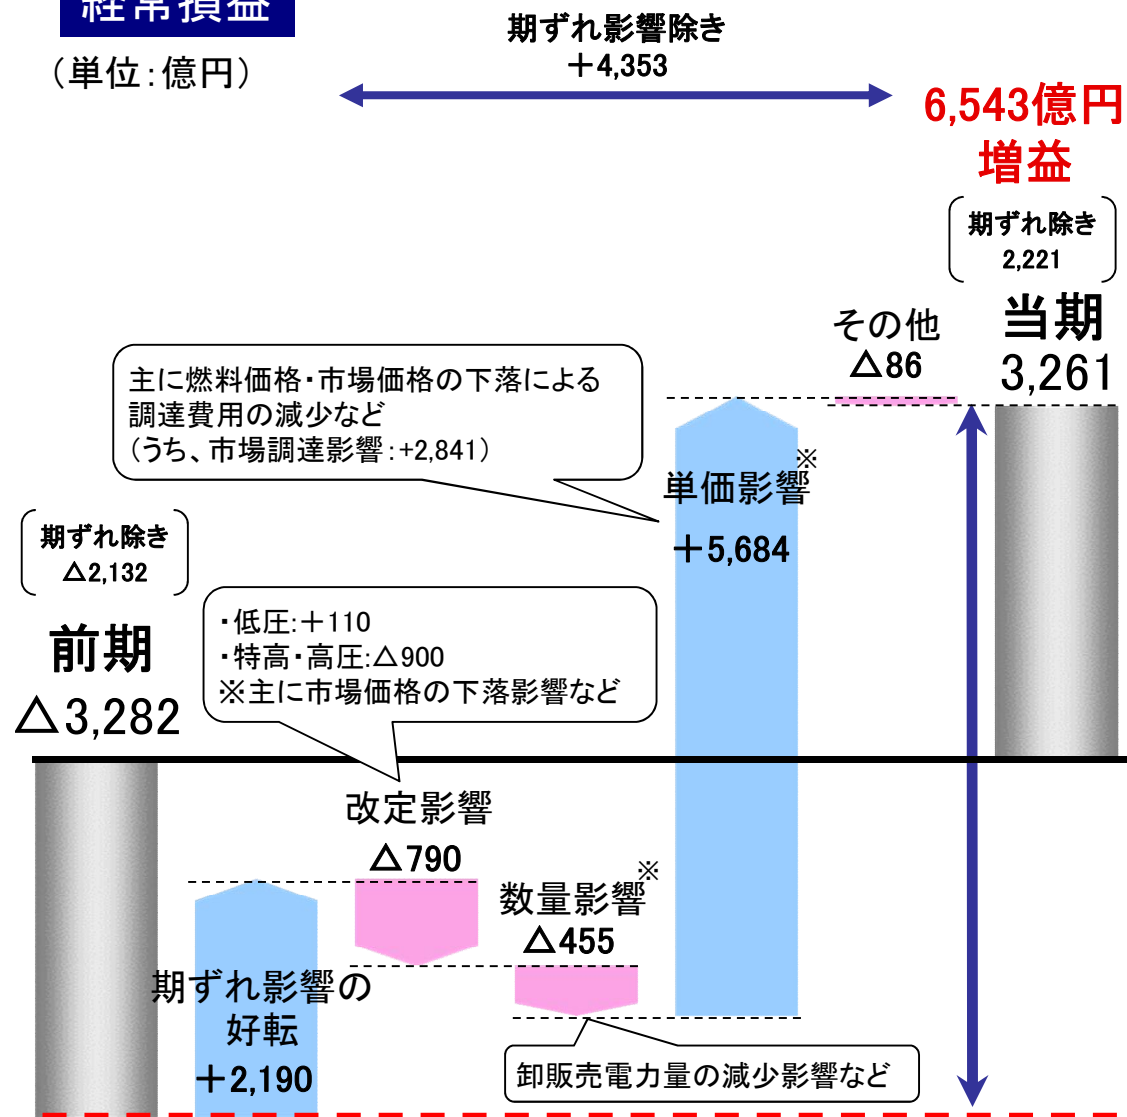 経常損益
（単位：億円）
期ずれ影響除き
＋4,353
6,543億円
増益
期ずれ除き
2,221
当期
3,261
その他
△86
主に燃料価格・市場価格の下落による
調達費用の減少など
（うち、市場調達影響：+2,841）
単価影響※
＋5,684
期ずれ除き
△2,132
前期
△3,282
・低圧:＋110
・特高・高圧:△900
※主に市場価格の下落影響など
改定影響
△790
数量影響※
△455
期ずれ影響の
好転
＋2,190
卸販売電力量の減少影響など